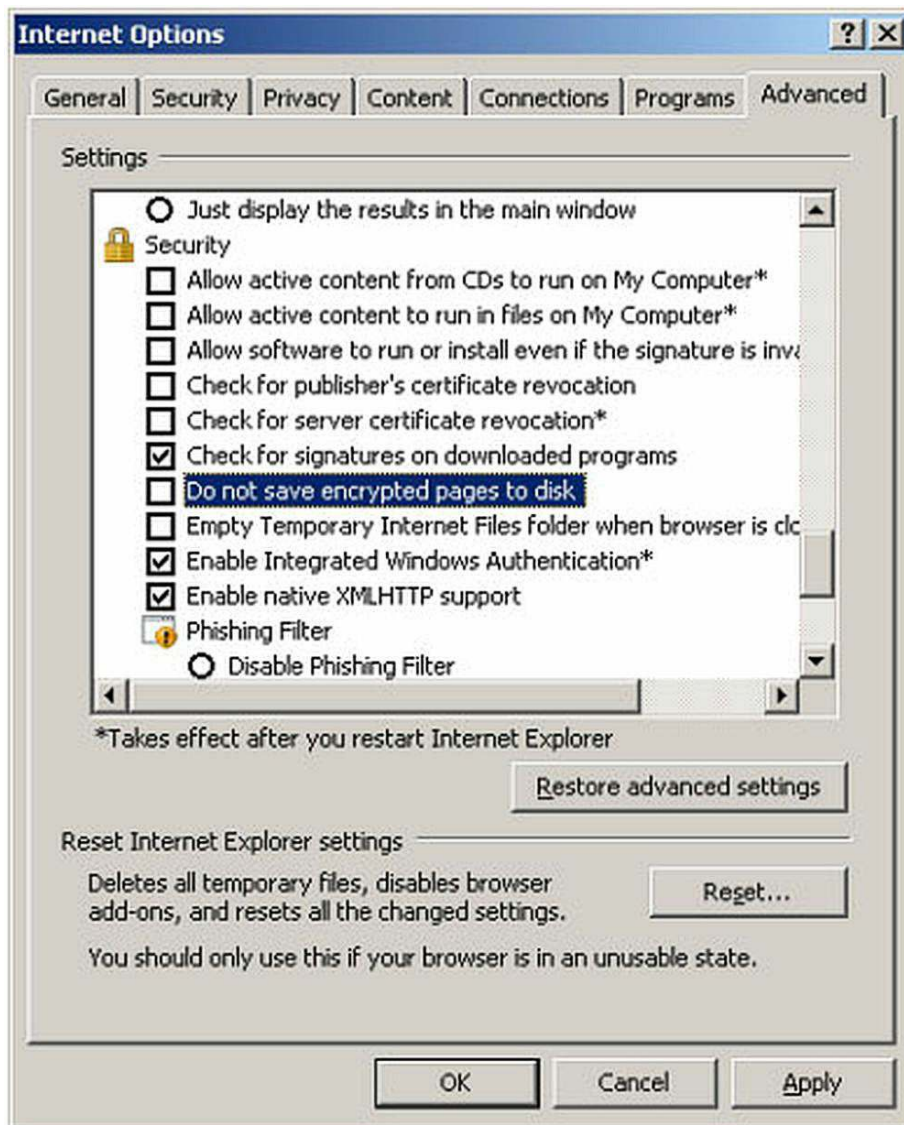 Internet Options
General Security Privacy Content Connections Programs Advanced
Settings
Just display the results in the main window
Security
Allow active content from CDs to run on My Computer*
Allow active content to run in files on My Computer*
Allow software to run or install even if the signature is inva
Check for publisher's certificate revocation
Check for server certificate revocation*
Check for signatures on downloaded programs
Do not save encrypted pages to disk
Empty Temporary Internet Files folder when browser is clo
Enable Integrated Windows Authentication*
Enable native XMLHTTP support
Phishing Filter
Disable Phishing Filter
*Takes effect after you restart Internet Explorer
Restore advanced settings
Reset Internet Explorer settings
Deletes all temporary files, disables browser
add-ons, and resets all the changed settings.
Reset...
You should only use this if your browser is in an unusable state.
OK Cancel Apply